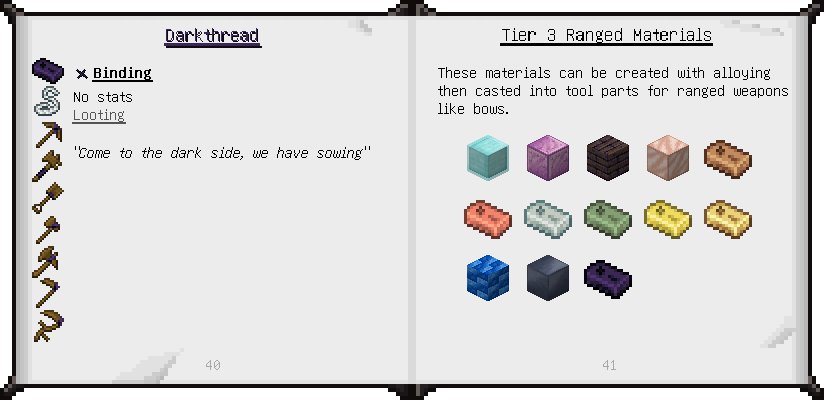 Darkthread
Binding
No stats
Looting
"Come to the dark side, we have sowing"
40
Tier 3 Ranged Materials
These materials can be created with alloying
then casted into tool parts for ranged weapons
like bows.
41